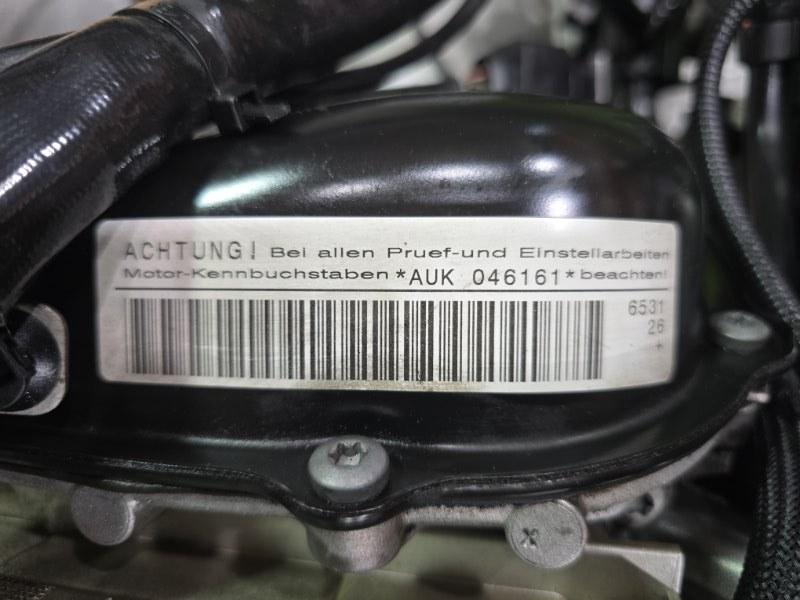 ACHTUNG! Bei allen Pruef-und Einstellarbeiten
Motor-Kennbuchstaben *AUK 046161* beachten!
6531
26
+
x